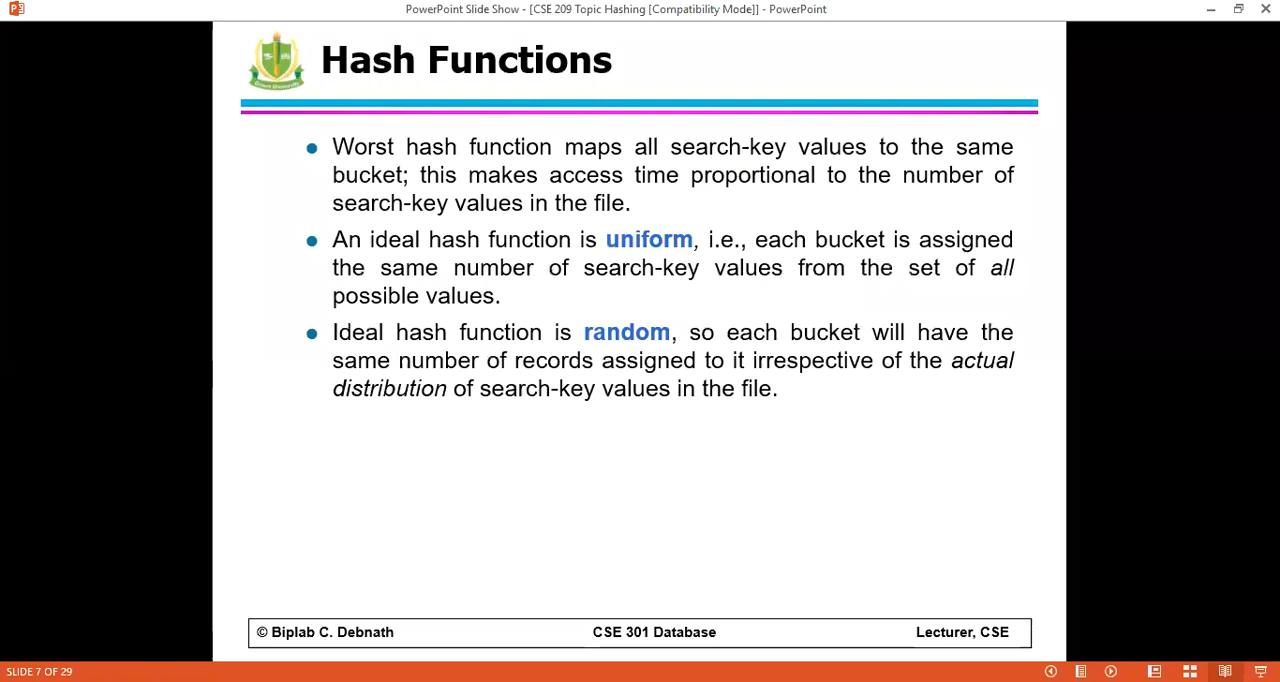 PowerPoint Slide Show - [CSE 209 Topic Hashing [Compatibility Mode]] - PowerPoint
Hash Functions
Worst hash function maps all search-key values to the same
bucket; this makes access time proportional to the number of
search-key values in the file.
An ideal hash function is uniform, i.e., each bucket is assigned
the same number of search-key values from the set of all
possible values.
Ideal hash function is random, so each bucket will have the
same number of records assigned to it irrespective of the actual
distribution of search-key values in the file.
© Biplab C. Debnath CSE 301 Database Lecturer, CSE
SLIDE 7 OF 29